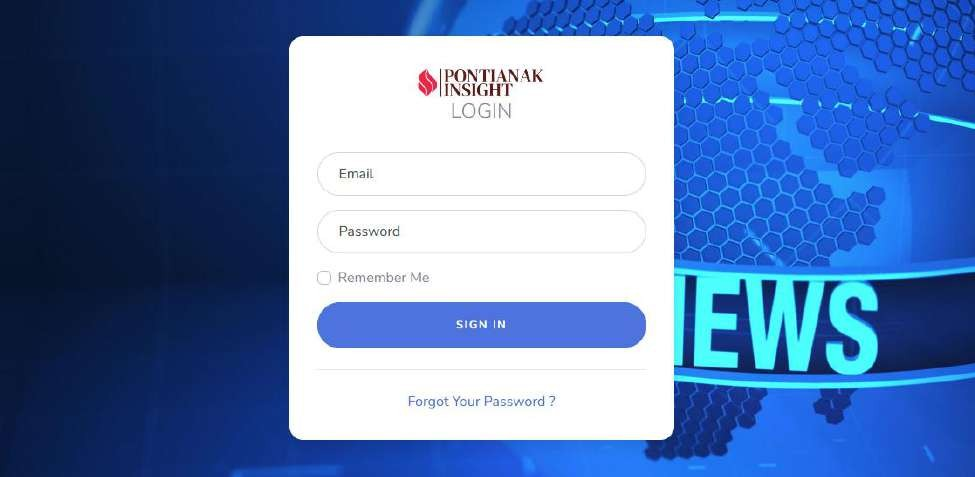 PONTIANAK
INSIGHT
LOGIN
Email
Password
Remember Me
SIGN IN
Forgot Your Password ?
NEWS